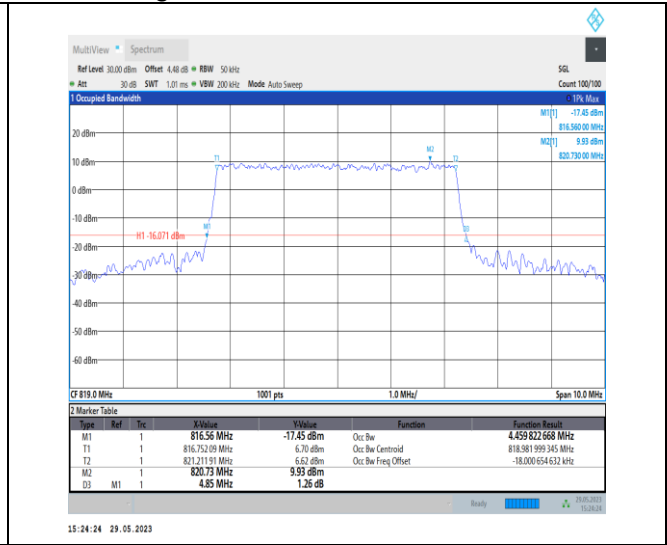 MultiView Spectrum
Ref Level 30.00 dBm Offset 4.48 dB RBW 50 kHz SGL
Att 30 dB SWT 1.01 ms VBW 200 kHz Mode Auto Sweep Count 100/100
1 Occupied Bandwidth 1Pk Max
M1[1] -17.45 dBm
816.560 00 MHz
20 dBm
M2[1] 9.93 dBm
820.730 00 MHz
M2
T1 T2
10 dBm
0 dBm
-10 dBm
M1 D3
H1 -16.071 dBm
-20 dBm
-30 dBm
-40 dBm
-50 dBm
-60 dBm
CF 819.0 MHz 1001 pts 1.0 MHz/ Span 10.0 MHz
2 Marker Table
Type Ref Trc X-Value Y-Value Function Function Result
M1 1 816.56 MHz -17.45 dBm Occ Bw 4.459 822 668 MHz
T1 1 816.752 09 MHz 6.70 dBm Occ Bw Centroid 818.981 999 345 MHz
T2 1 821.211 91 MHz 6.62 dBm Occ Bw Freq Offset -18.000 654 632 kHz
M2 1 820.73 MHz 9.93 dBm
D3 M1 1 4.85 MHz 1.26 dB
Ready 29.05.2023
15:24:24
15:24:24 29.05.2023